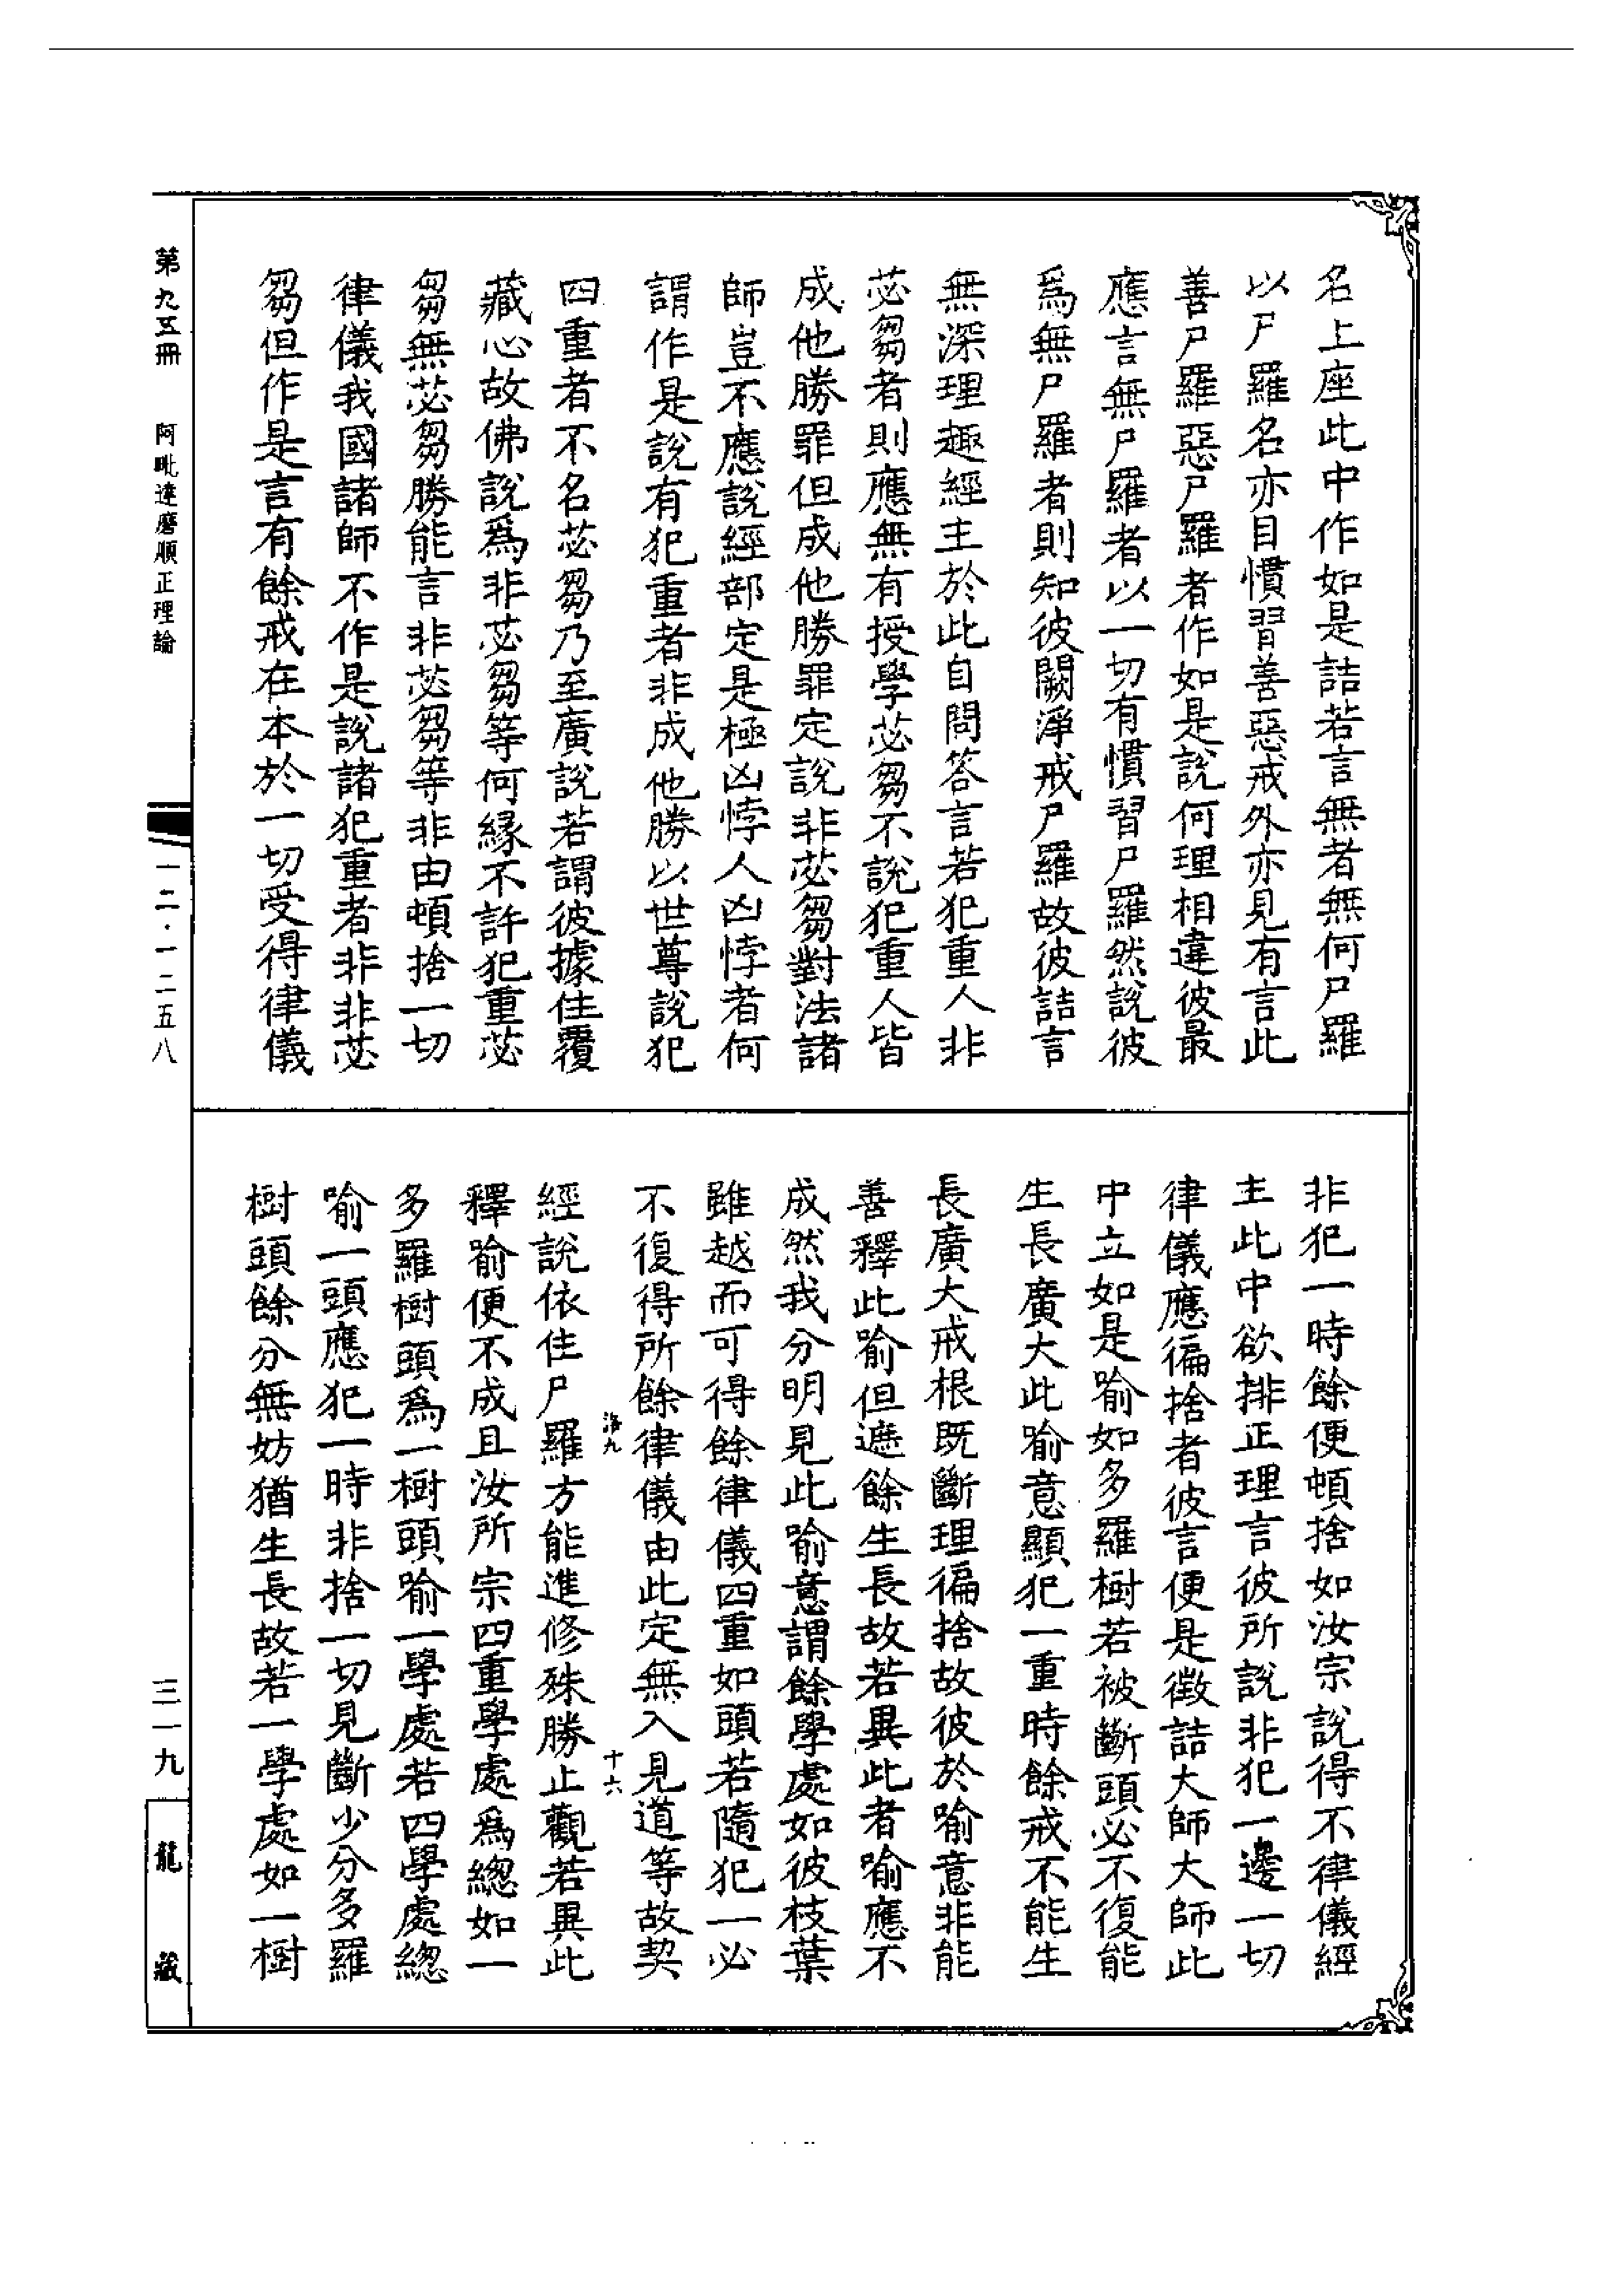 名上座此中作如是詰若言無者無何尸羅
以尸羅名亦目慣習善惡戒外亦見有言此
善尸羅惡尸羅者作如是說何理相違彼最
應言無尸羅者以一切有慣習尸羅然說彼
為無尸羅者則知彼闕淨戒尸羅故彼詰言
無深理趣經主於此自問答言若犯重人非
苾芻者則應無有授學苾芻不說犯重人皆
成他勝罪但成他勝罪定說非苾芻對法諸
師豈不應說經部定是極凶悖人凶悖者何
謂作是說有犯重者非成他勝以世尊說犯
四重者不名苾芻乃至廣說若謂彼據住覆
藏心故佛說為非苾芻等何緣不許犯重苾
芻無苾芻勝能言非苾芻等非由頓捨一切
律儀我國諸師不作是說諸犯重者非非苾
芻但作是言有餘戒在本於一切受得律儀
非犯一時餘便頓捨如汝宗說得不律儀經
主此中欲排正理言彼所說非犯一邊一切
律儀應徧捨者彼言便是徵詰大師大師此
中立如是喻如多羅樹若被斷頭必不復能
生長廣大此喻意顯犯一重時餘戒不能生
長廣大戒根既斷理徧捨故彼於喻意非能
善釋此喻但遮餘生長故若異此者喻應不
成然我分明見此喻意謂餘學處如彼枝葉
雖越而可得餘律儀四重如頭若隨犯一必
不復得所餘律儀由此定無入見道等故契
洛九
十六
經說依住尸羅方能進修殊勝止觀若異此
釋喻便不成且汝所宗四重學處為總如一
多羅樹頭為一樹頭喻一學處若四學處總
喻一頭應犯一時非捨一切見斷少分多羅
樹頭餘分無妨猶生長故若一學處如一樹
第九五冊
阿毗達磨順正理論
一二·一二五八
三一九
龍藏